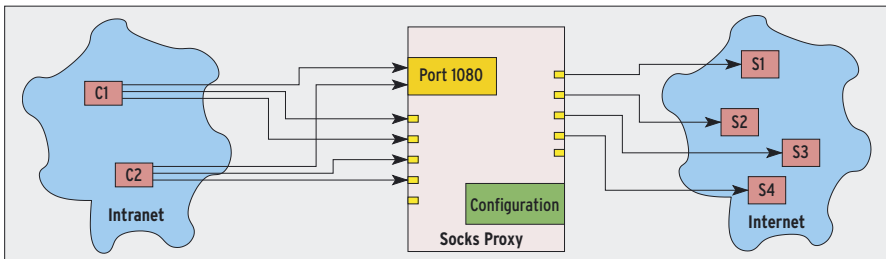 C1
C2
Intranet
Port 1080
Configuration
Socks Proxy
S1
S2
S3
S4
Internet